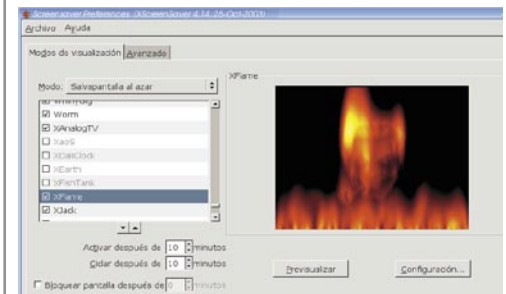 Screensaver Preferences (XScreenSaver 4.14, 28-Oct-2003)
Archivo Ayuda
Modos de visualización Avanzado
Modo: Salvapantalla al azar
XFlame
Worm
XAnalogTV
XaoS
XDaliClock
XEarth
XFishTank
XFlame
XJack
Activar después de 10 minutos
Ciclar después de 10 minutos
Bloquear pantalla después de 0 minutos
Previsualizar Configuración...